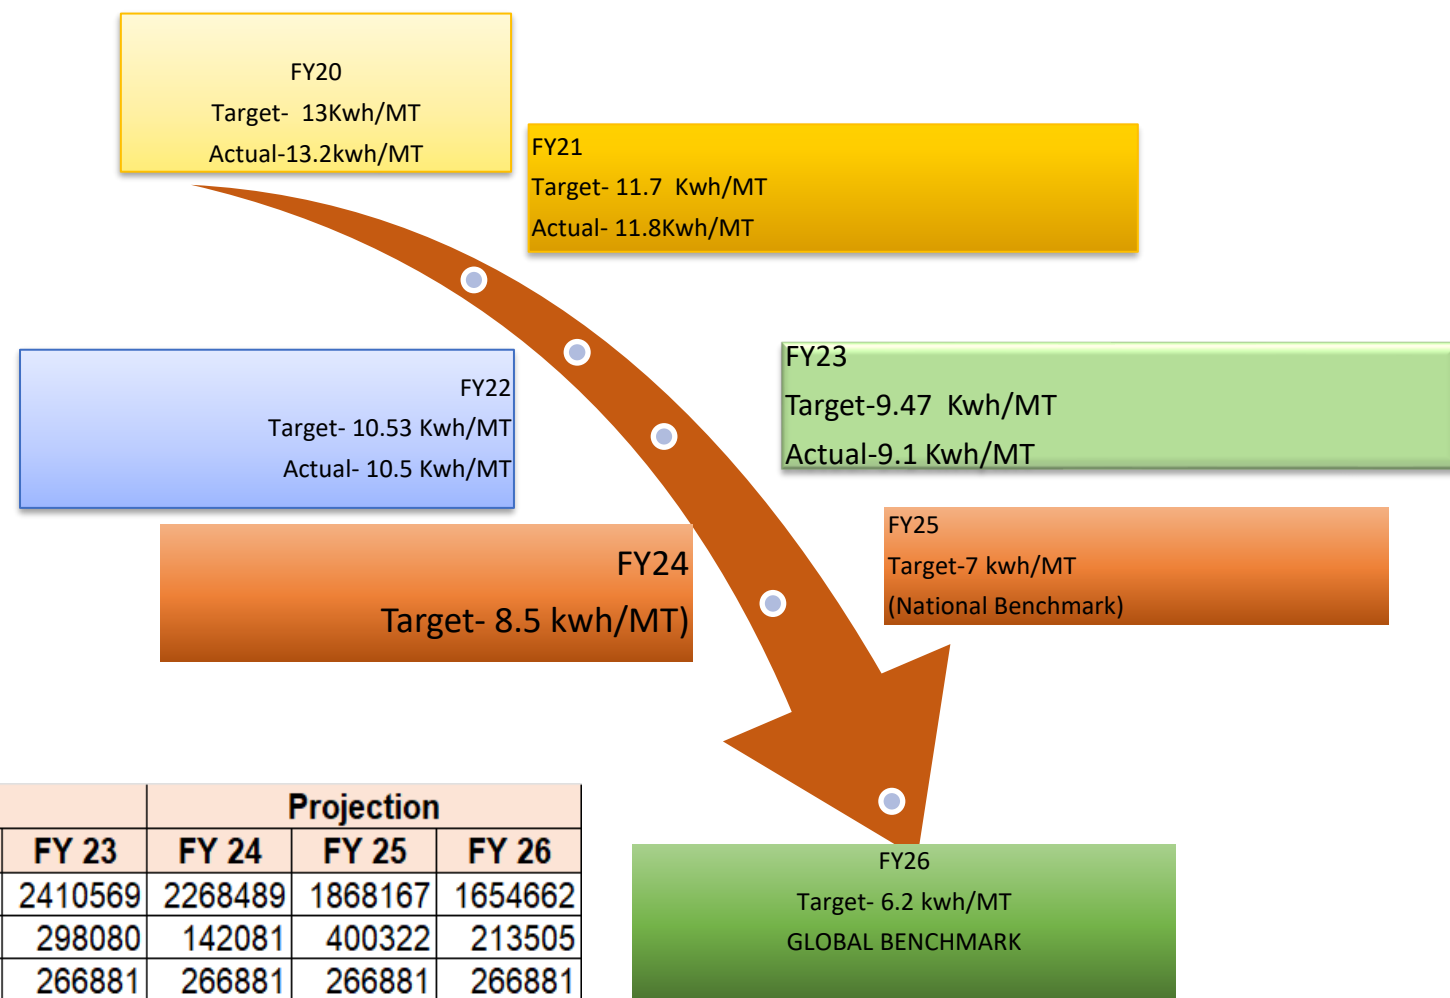 FY20
Target- 13Kwh/MT
Actual-13.2kwh/MT
FY21
Target- 11.7 Kwh/MT
Actual- 11.8Kwh/MT
FY22
Target- 10.53 Kwh/MT
Actual- 10.5 Kwh/MT
FY23
Target-9.47 Kwh/MT
Actual-9.1 Kwh/MT
FY24
Target- 8.5 kwh/MT)
FY25
Target-7 kwh/MT
(National Benchmark)
FY26
Target- 6.2 kwh/MT
GLOBAL BENCHMARK
Projection
FY 23 FY 24 FY 25 FY 26
2410569 2268489 1868167 1654662
298080 142081 400322 213505
266881 266881 266881 266881